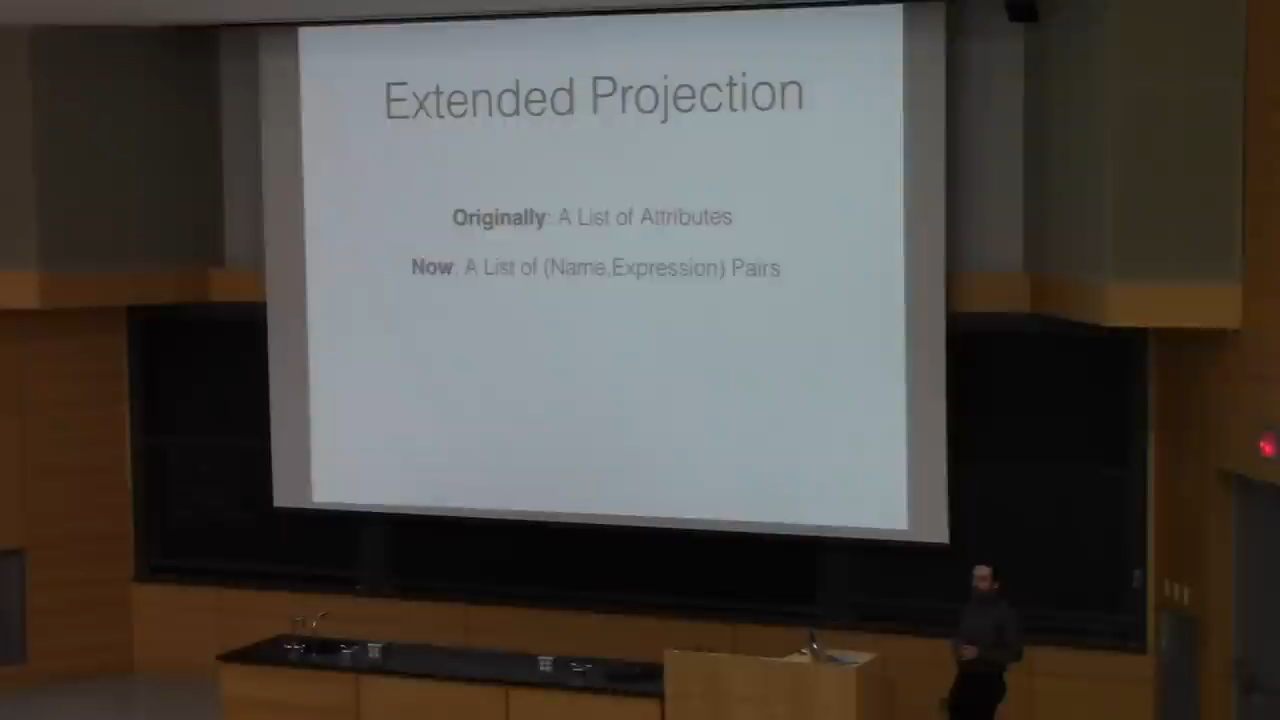 Extended Projection
Originally: A List of Attributes
Now: A List of (Name,Expression) Pairs